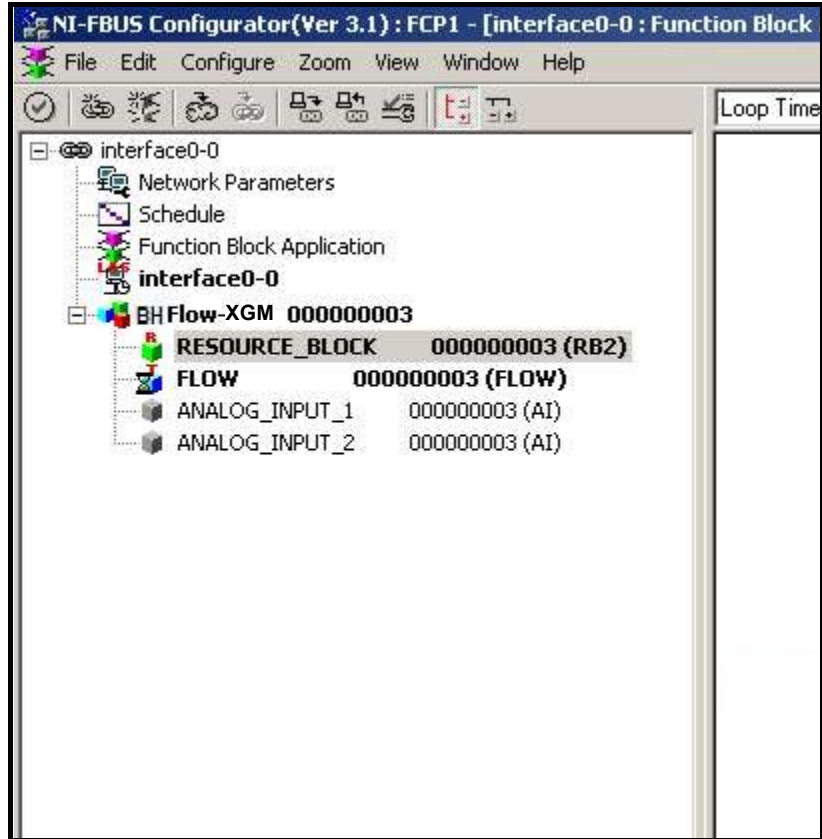 NI-FBUS Configurator(Ver 3.1) : FCP1 - [interface0-0 : Function Block
File Edit Configure Zoom View Window Help
Loop Time
interface0-0
Network Parameters
Schedule
Function Block Application
interface0-0
BHFlow-XGM 000000003
RESOURCE_BLOCK 000000003 (RB2)
FLOW 000000003 (FLOW)
ANALOG_INPUT_1 000000003 (AI)
ANALOG_INPUT_2 000000003 (AI)